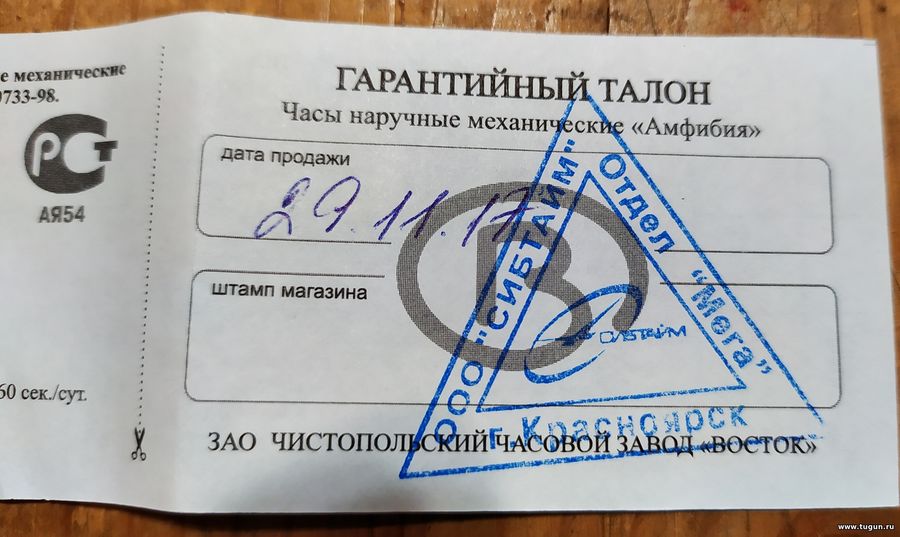 е механические
0733-98.
РСТ
АЯ54
60 сек./сут.
ГАРАНТИЙНЫЙ ТАЛОН
Часы наручные механические «Амфибия»
дата продажи
29.11.17
штамп магазина
В
ООО "СИБТАЙМ"
Отдел "Мега"
СИБТАЙМ
г. Красноярск
ЗАО ЧИСТОПОЛЬСКИЙ ЧАСОВОЙ ЗАВОД «ВОСТОК»
www.tugun.ru